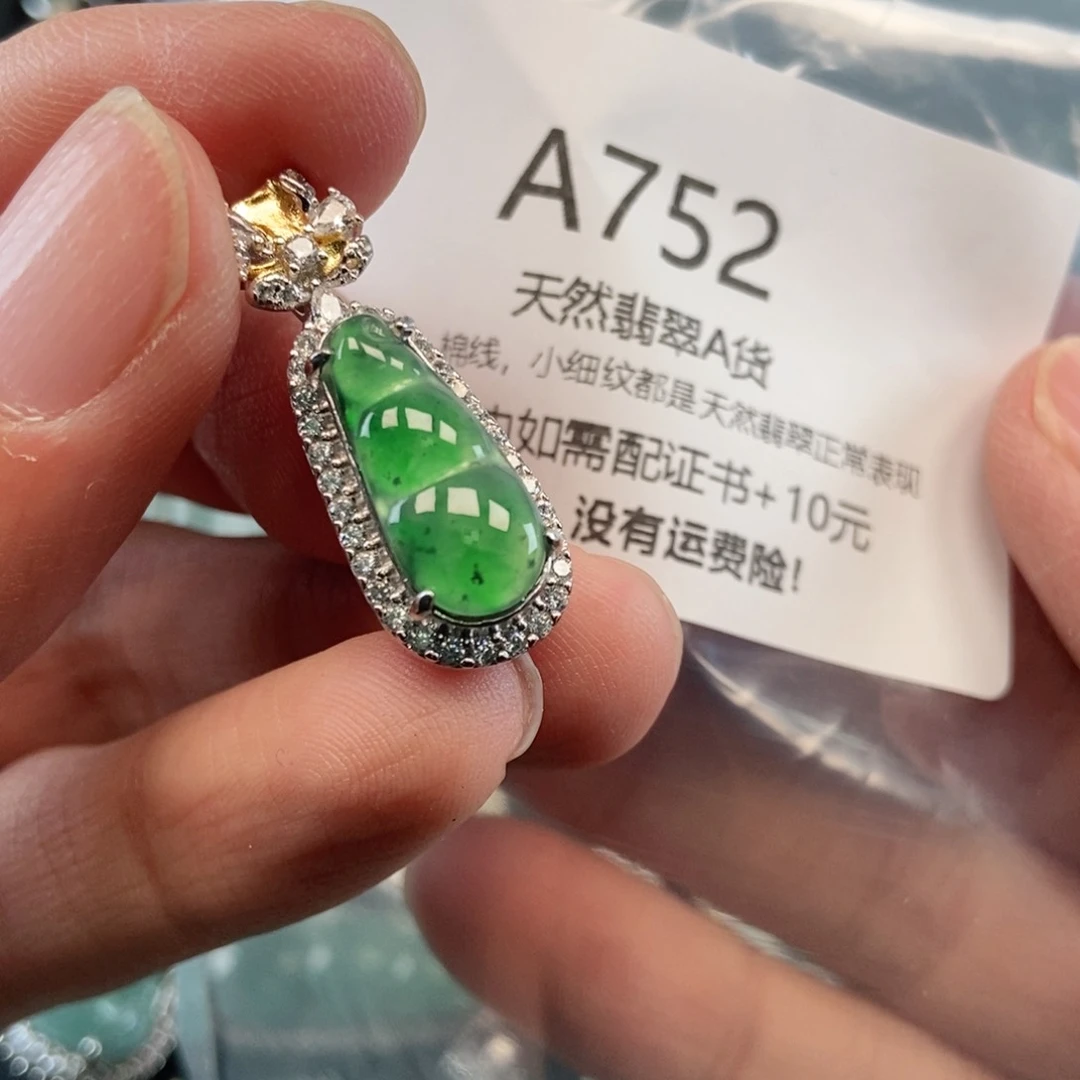 A752
天然翡翠A货
棉线，小细纹都是天然翡翠正常表现
如需配证书+10元
没有运费险！